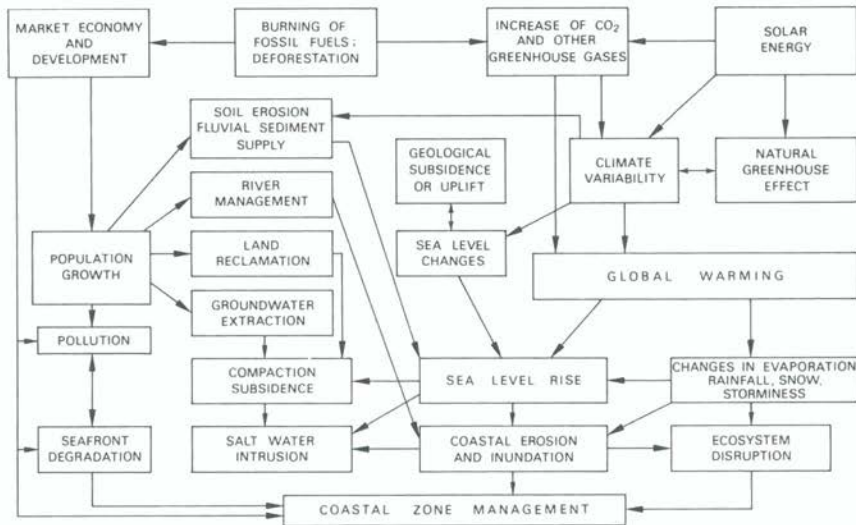 MARKET ECONOMY
AND
DEVELOPMENT
BURNING OF
FOSSIL FUELS;
DEFORESTATION
INCREASE OF CO₂
AND OTHER
GREENHOUSE GASES
SOLAR
ENERGY
SOIL EROSION
FLUVIAL SEDIMENT
SUPPLY
GEOLOGICAL
SUBSIDENCE
OR UPLIFT
CLIMATE
VARIABILITY
NATURAL
GREENHOUSE
EFFECT
RIVER
MANAGEMENT
POPULATION
GROWTH
LAND
RECLAMATION
SEA LEVEL
CHANGES
GLOBAL WARMING
GROUNDWATER
EXTRACTION
POLLUTION
COMPACTION
SUBSIDENCE
SEA LEVEL RISE
CHANGES IN EVAPORATION
RAINFALL, SNOW,
STORMINESS
SEAFRONT
DEGRADATION
SALT WATER
INTRUSION
COASTAL EROSION
AND INUNDATION
ECOSYSTEM
DISRUPTION
COASTAL ZONE MANAGEMENT